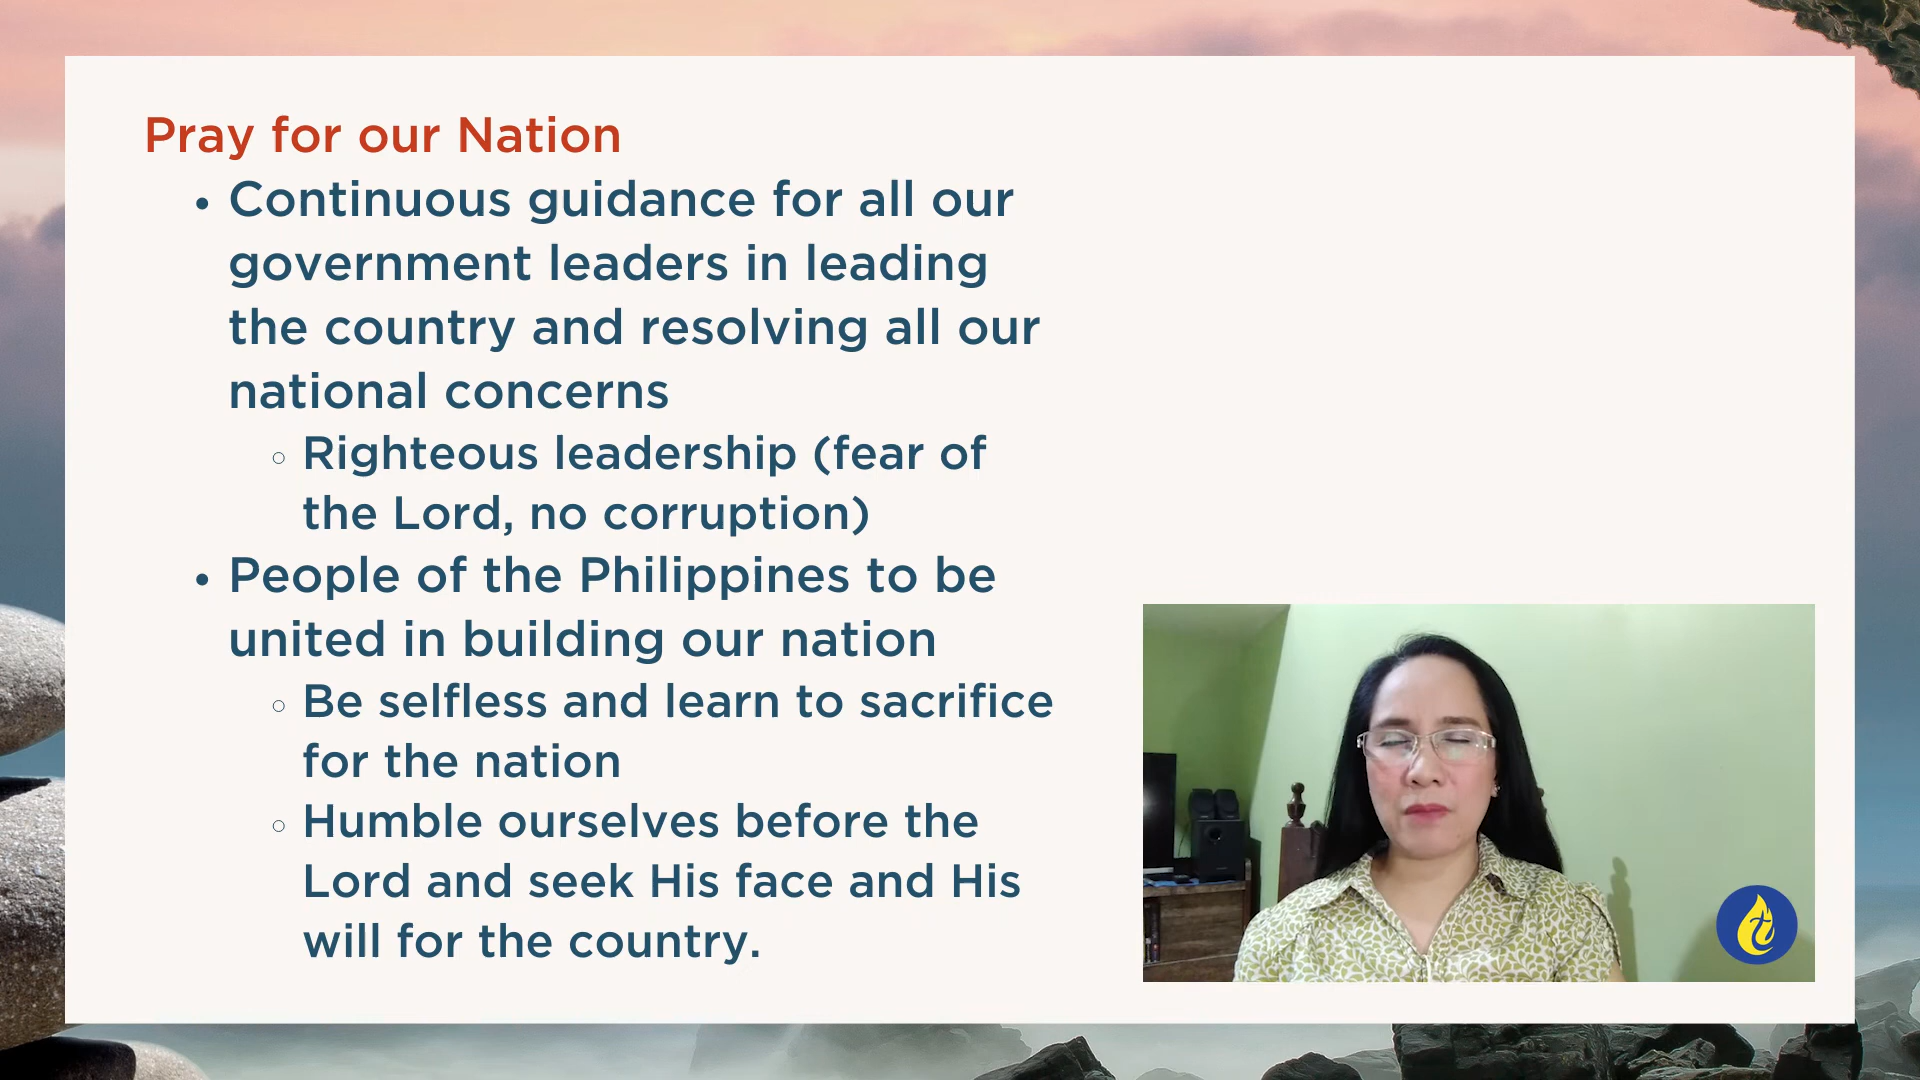 Pray for our Nation
• Continuous guidance for all our
government leaders in leading
the country and resolving all our
national concerns
◦ Righteous leadership (fear of
the Lord, no corruption)
• People of the Philippines to be
united in building our nation
◦ Be selfless and learn to sacrifice
for the nation
◦ Humble ourselves before the
Lord and seek His face and His
will for the country.